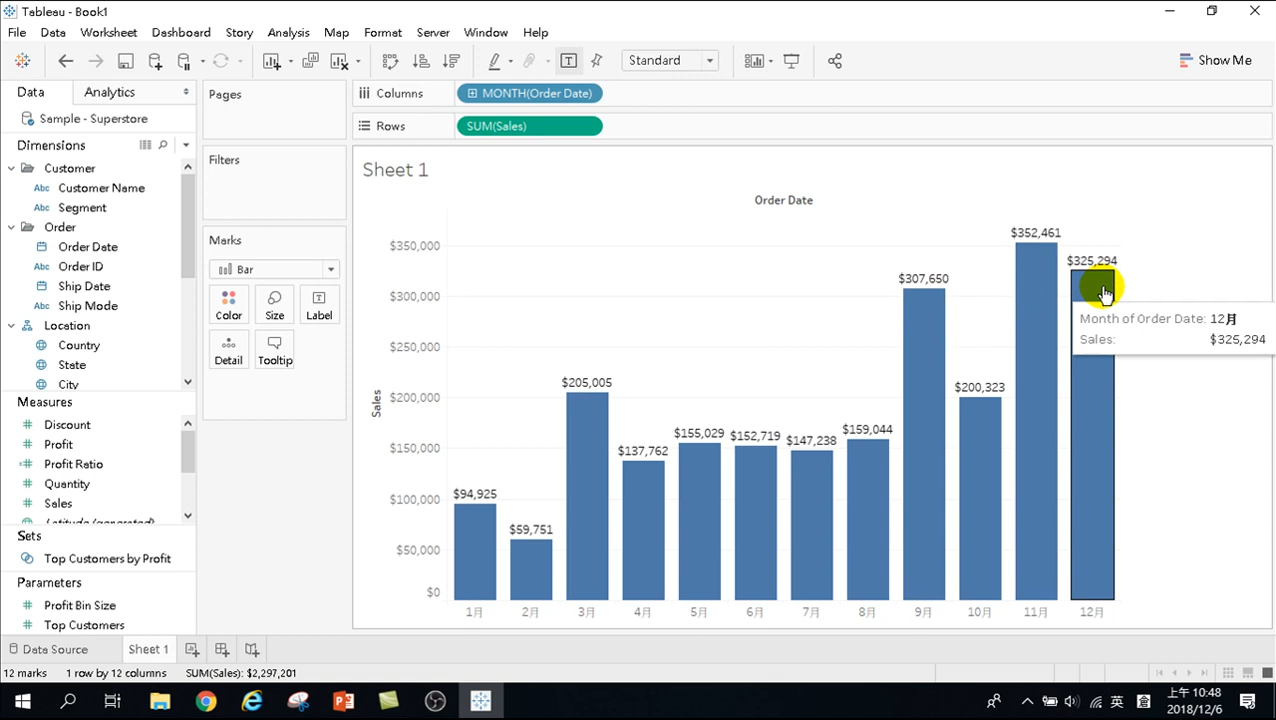 Tableau - Book1
File Data Worksheet Dashboard Story Analysis Map Format Server Window Help
Standard
Show Me
Data Analytics
Sample - Superstore
Dimensions
Customer
Customer Name
Segment
Order
Order Date
Order ID
Ship Date
Ship Mode
Location
Country
State
City
Measures
Discount
Profit
Profit Ratio
Quantity
Sales
Latitude (generated)
Sets
Top Customers by Profit
Parameters
Profit Bin Size
Top Customers
Pages
Filters
Marks
Bar
Color Size Label
Detail Tooltip
Columns MONTH(Order Date)
Rows SUM(Sales)
Sheet 1
Order Date
Sales
$350,000
$300,000
$250,000
$200,000
$150,000
$100,000
$50,000
$0
$94,925
$59,751
$205,005
$137,762
$155,029
$152,719
$147,238
$159,044
$307,650
$200,323
$352,461
$325,294
Month of Order Date: 12月
Sales: $325,294
1月 2月 3月 4月 5月 6月 7月 8月 9月 10月 11月 12月
Data Source Sheet 1
12 marks 1 row by 12 columns SUM(Sales): $2,297,201
英
上午 10:48
2018/12/6